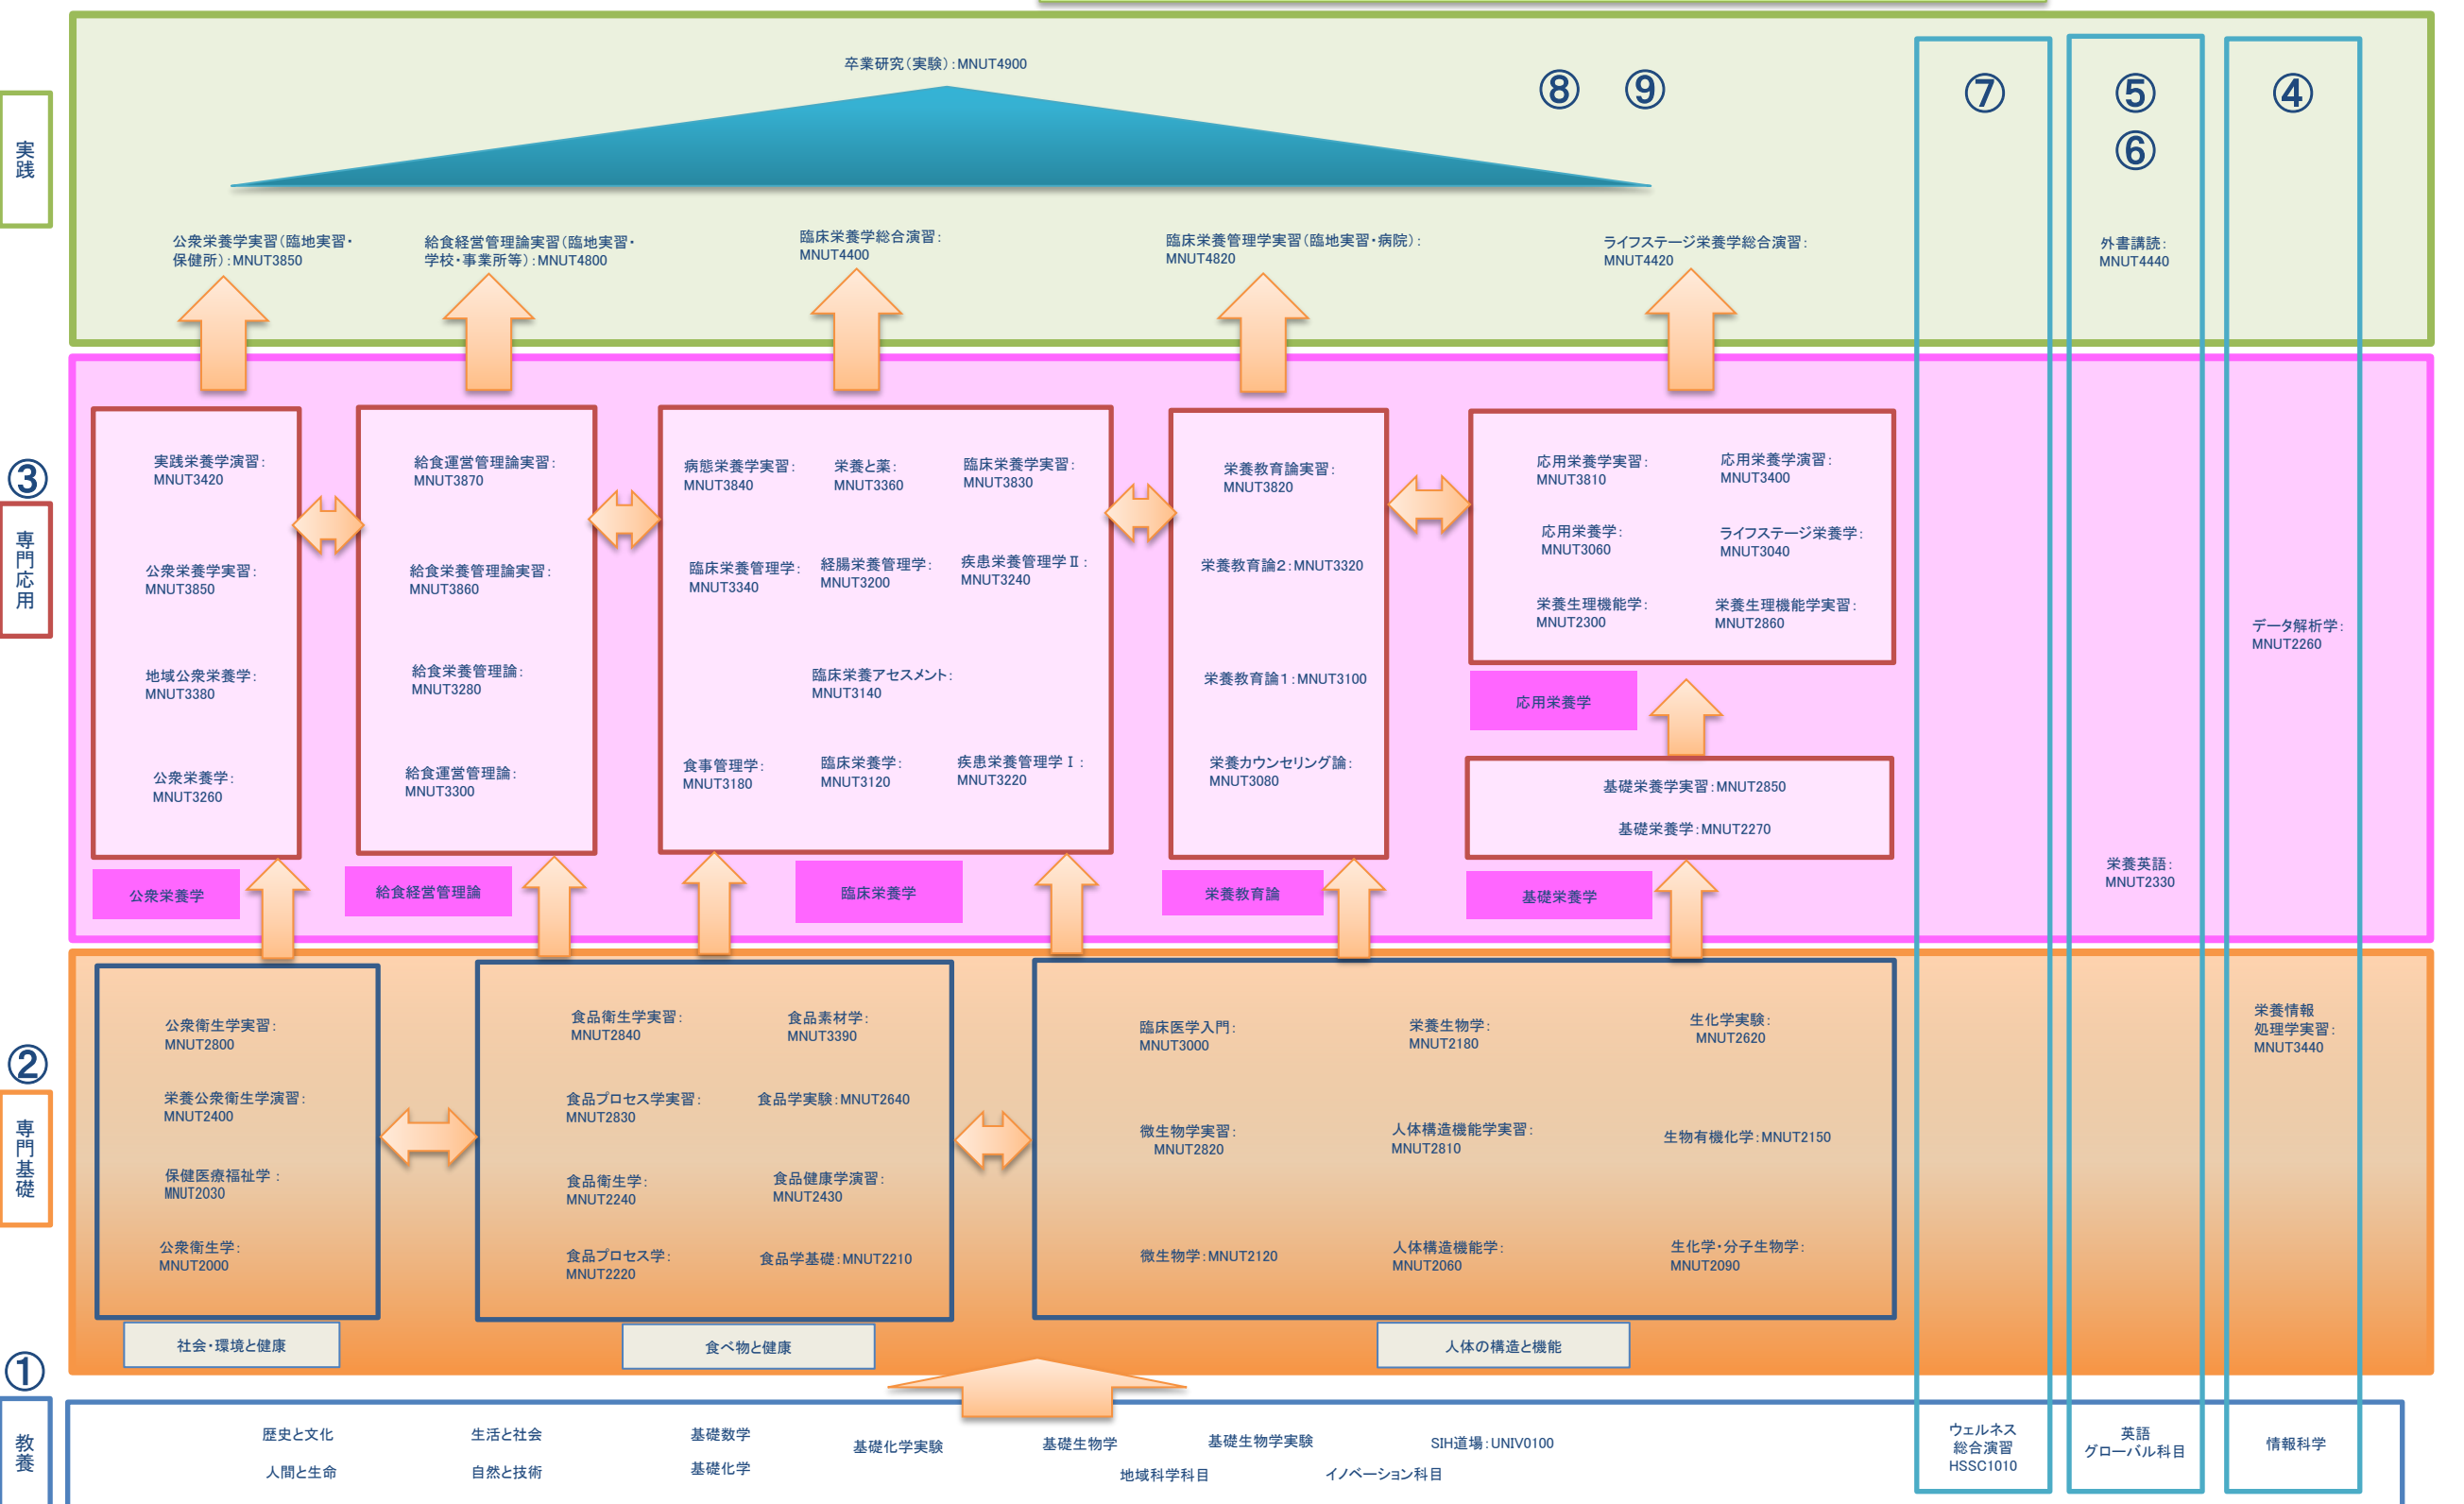 卒業研究(実験):MNUT4900
⑧
⑨
⑦
⑤
⑥
④
実践
公衆栄養学実習(臨地実習・
保健所):MNUT3850
給食経営管理論実習(臨地実習・
学校・事業所等):MNUT4800
臨床栄養学総合演習:
MNUT4400
臨床栄養管理学実習(臨地実習・病院):
MNUT4820
ライフステージ栄養学総合演習:
MNUT4420
外書講読:
MNUT4440
③
専門応用
実践栄養学演習:
MNUT3420
公衆栄養学実習:
MNUT3850
地域公衆栄養学:
MNUT3380
公衆栄養学:
MNUT3260
公衆栄養学
給食運営管理論実習:
MNUT3870
給食栄養管理論実習:
MNUT3860
給食栄養管理論:
MNUT3280
給食運営管理論:
MNUT3300
給食経営管理論
病態栄養学実習:
MNUT3840
栄養と薬:
MNUT3360
臨床栄養学実習:
MNUT3830
臨床栄養管理学:
MNUT3340
経腸栄養管理学:
MNUT3200
疾患栄養管理学Ⅱ:
MNUT3240
臨床栄養アセスメント:
MNUT3140
食事管理学:
MNUT3180
臨床栄養学:
MNUT3120
疾患栄養管理学Ⅰ:
MNUT3220
臨床栄養学
栄養教育論実習:
MNUT3820
栄養教育論2:MNUT3320
栄養教育論1:MNUT3100
栄養カウンセリング論:
MNUT3080
栄養教育論
応用栄養学実習:
MNUT3810
応用栄養学演習:
MNUT3400
応用栄養学:
MNUT3060
ライフステージ栄養学:
MNUT3040
栄養生理機能学:
MNUT2300
栄養生理機能学実習:
MNUT2860
応用栄養学
基礎栄養学実習:MNUT2850
基礎栄養学:MNUT2270
基礎栄養学
データ解析学:
MNUT2260
栄養英語:
MNUT2330
②
専門基礎
公衆衛生学実習:
MNUT2800
栄養公衆衛生学演習:
MNUT2400
保健医療福祉学:
MNUT2030
公衆衛生学:
MNUT2000
社会・環境と健康
食品衛生学実習:
MNUT2840
食品素材学:
MNUT3390
食品プロセス学実習:
MNUT2830
食品学実験:MNUT2640
食品衛生学:
MNUT2240
食品健康学演習:
MNUT2430
食品プロセス学:
MNUT2220
食品学基礎:MNUT2210
食べ物と健康
臨床医学入門:
MNUT3000
栄養生物学:
MNUT2180
生化学実験:
MNUT2620
微生物学実習:
MNUT2820
人体構造機能学実習:
MNUT2810
生物有機化学:MNUT2150
微生物学:MNUT2120
人体構造機能学:
MNUT2060
生化学・分子生物学:
MNUT2090
人体の構造と機能
栄養情報
処理学実習:
MNUT3440
①
教養
歴史と文化
生活と社会
基礎数学
基礎化学実験
基礎生物学
基礎生物学実験
SIH道場:UNIV0100
人間と生命
自然と技術
基礎化学
地域科学科目
イノベーション科目
ウェルネス
総合演習
HSSC1010
英語
グローバル科目
情報科学